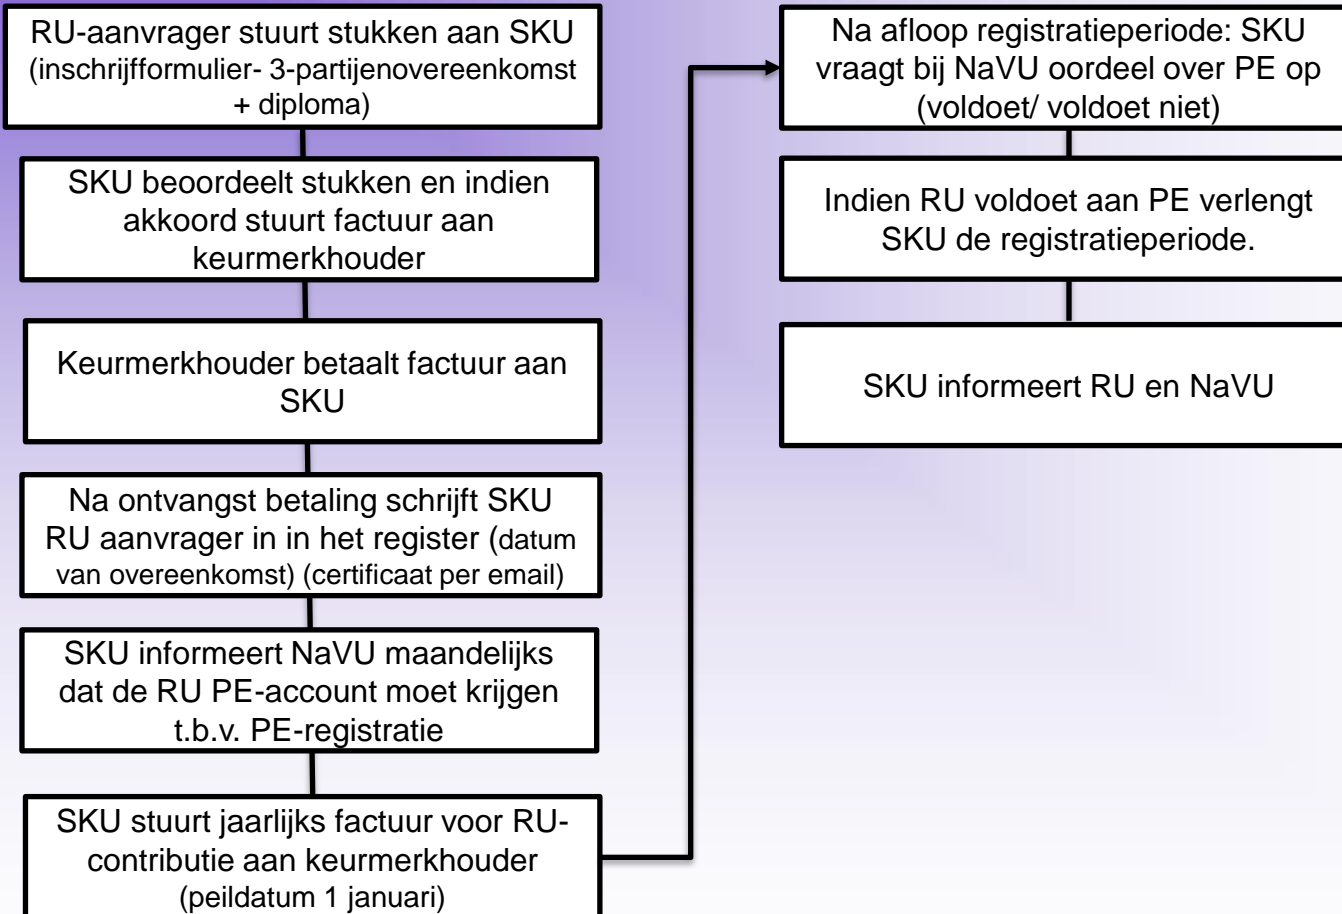 RU-aanvrager stuurt stukken aan SKU
(inschrijfformulier- 3-partijenovereenkomst
+ diploma)
SKU beoordeelt stukken en indien
akkoord stuurt factuur aan
keurmerkhouder
Keurmerkhouder betaalt factuur aan
SKU
Na ontvangst betaling schrijft SKU
RU aanvrager in in het register (datum
van overeenkomst) (certificaat per email)
SKU informeert NaVU maandelijks
dat de RU PE-account moet krijgen
t.b.v. PE-registratie
SKU stuurt jaarlijks factuur voor RU-
contributie aan keurmerkhouder
(peildatum 1 januari)
Na afloop registratieperiode: SKU
vraagt bij NaVU oordeel over PE op
(voldoet/ voldoet niet)
Indien RU voldoet aan PE verlengt
SKU de registratieperiode.
SKU informeert RU en NaVU